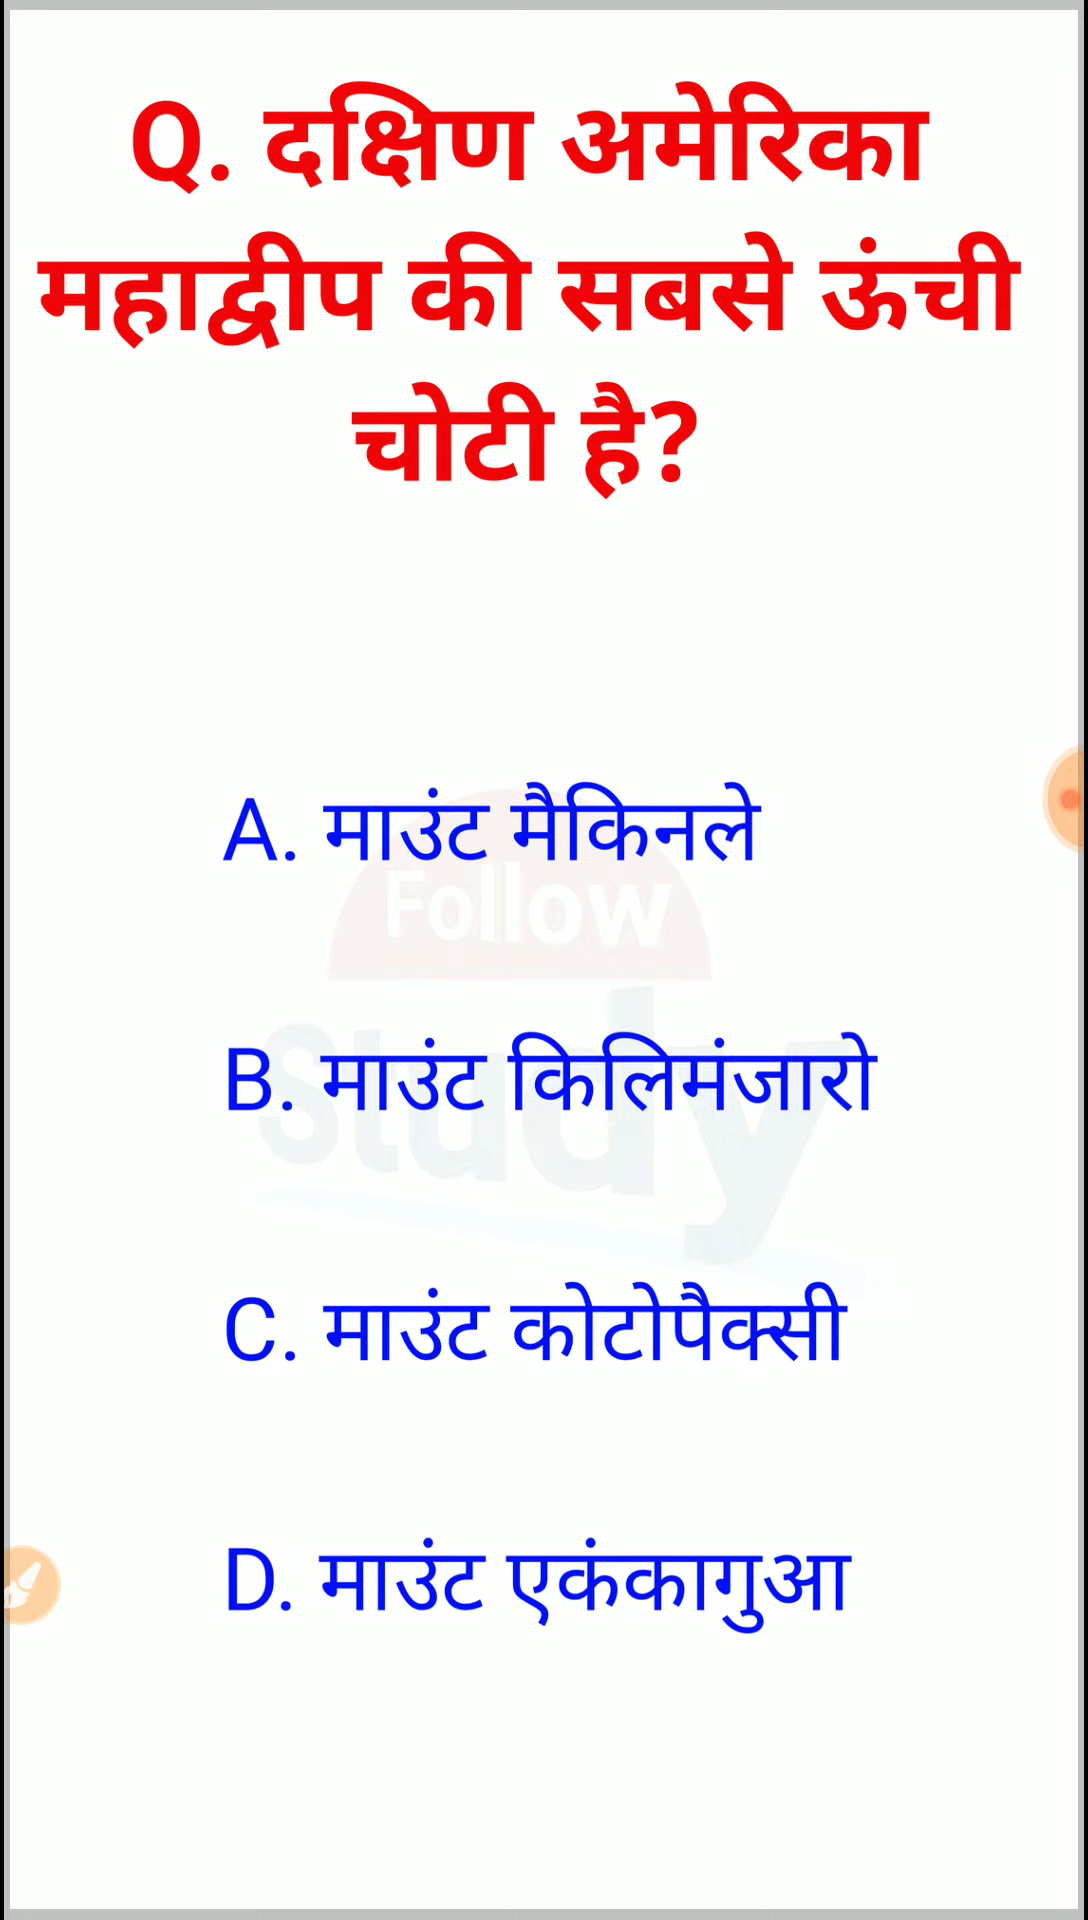 Q. दक्षिण अमेरिका
महाद्वीप की सबसे ऊंची
चोटी है?
A. माउंट मैकिनले
Follow
Study
B. माउंट किलिमंजारो
C. माउंट कोटोपैक्सी
D. माउंट एकंकागुआ